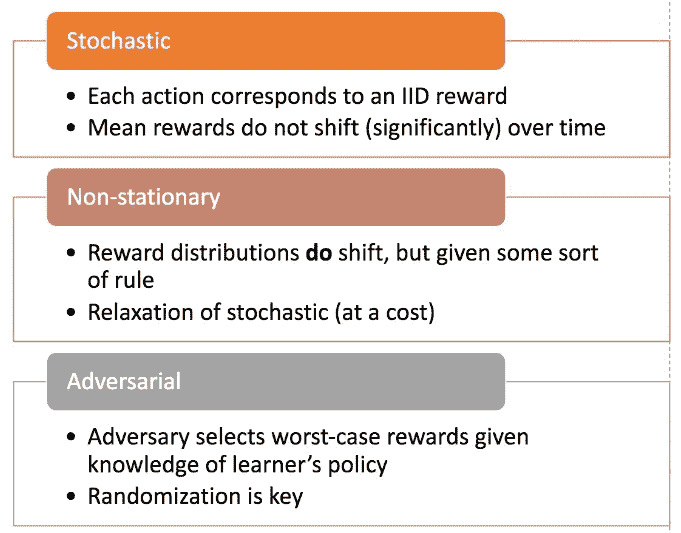 Stochastic
• Each action corresponds to an IID reward
• Mean rewards do not shift (significantly) over time
Non-stationary
• Reward distributions do shift, but given some sort
of rule
• Relaxation of stochastic (at a cost)
Adversarial
• Adversary selects worst-case rewards given
knowledge of learner's policy
• Randomization is key